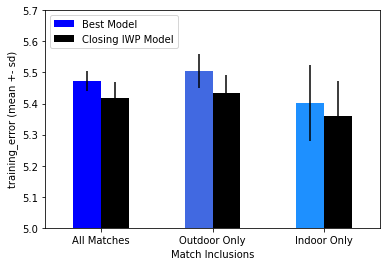 Best Model
Closing IWP Model
training_error (mean +- sd)
5.7
5.6
5.5
5.4
5.3
5.2
5.1
5.0
All Matches
Outdoor Only
Indoor Only
Match Inclusions